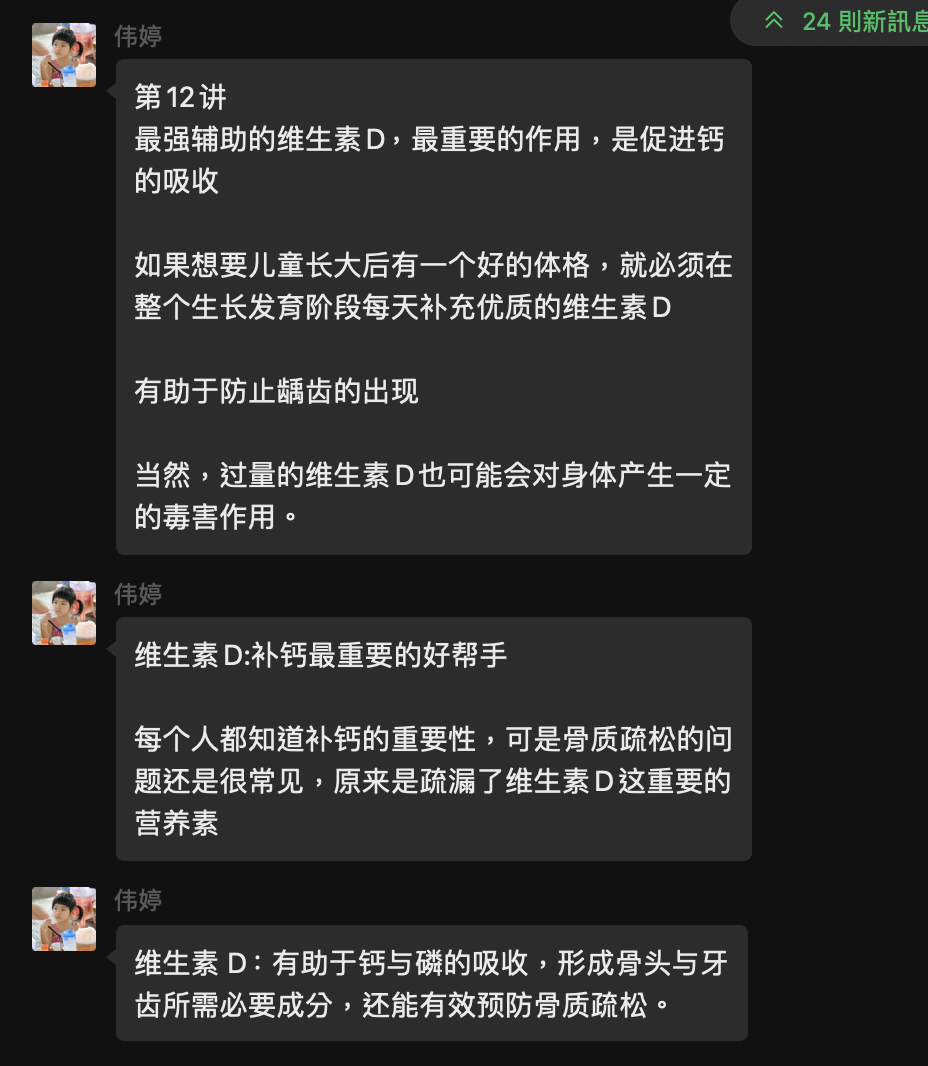 24 則新訊息
伟婷
第12讲
最强辅助的维生素D，最重要的作用，是促进钙
的吸收
如果想要儿童长大后有一个好的体格，就必须在
整个生长发育阶段每天补充优质的维生素D
有助于防止龋齿的出现
当然，过量的维生素D也可能会对身体产生一定
的毒害作用。
伟婷
维生素D:补钙最重要的好帮手
每个人都知道补钙的重要性，可是骨质疏松的问
题还是很常见，原来是疏漏了维生素D这重要的
营养素
伟婷
维生素 D：有助于钙与磷的吸收，形成骨头与牙
齿所需必要成分，还能有效预防骨质疏松。